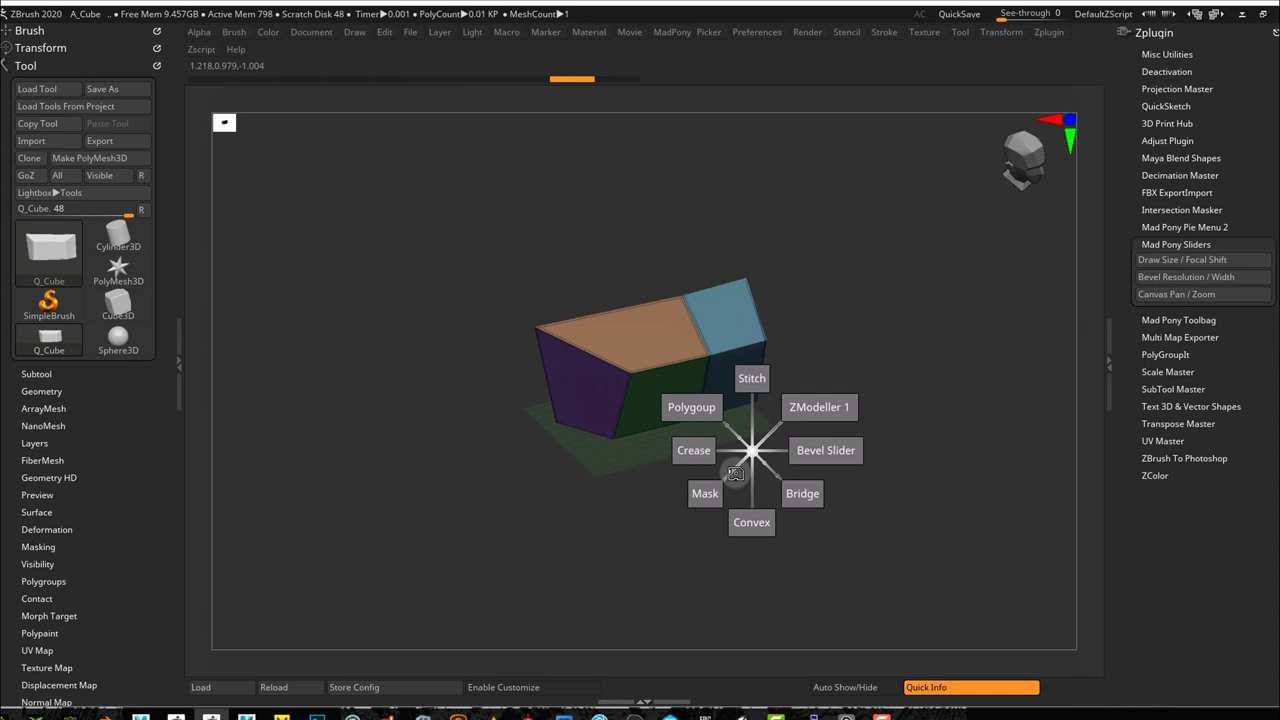 ZBrush 2020 A_Cube .. • Free Mem 9.457GB • Active Mem 798 • Scratch Disk 48 • Timer▶0.001 • PolyCount▶0.01 KP • MeshCount▶1 AC QuickSave See-through 0 DefaultZScript
Brush
Transform
Tool
Load Tool Save As
Load Tools From Project
Copy Tool Paste Tool
Import Export
Clone Make PolyMesh3D
GoZ All Visible R
Lightbox▶Tools
Q_Cube. 48 R
Q_Cube Cylinder3D
PolyMesh3D
SimpleBrush Cube3D
Q_Cube Sphere3D
Subtool
Geometry
ArrayMesh
NanoMesh
Layers
FiberMesh
Geometry HD
Preview
Surface
Deformation
Masking
Visibility
Polygroups
Contact
Morph Target
Polypaint
UV Map
Texture Map
Displacement Map
Normal Map
Alpha Brush Color Document Draw Edit File Layer Light Macro Marker Material Movie MadPony Picker Preferences Render Stencil Stroke Texture Tool Transform Zplugin
Zscript Help
1.218,0.979,-1.004
Stitch
Polygoup ZModeller 1
Crease Bevel Slider
Mask Bridge
Convex
Load Reload Store Config Enable Customize Auto Show/Hide Quick Info
Zplugin
Misc Utilities
Deactivation
Projection Master
QuickSketch
3D Print Hub
Adjust Plugin
Maya Blend Shapes
Decimation Master
FBX ExportImport
Intersection Masker
Mad Pony Pie Menu 2
Mad Pony Sliders
Draw Size / Focal Shift
Bevel Resolution / Width
Canvas Pan / Zoom
Mad Pony Toolbag
Multi Map Exporter
PolyGroupIt
Scale Master
SubTool Master
Text 3D & Vector Shapes
Transpose Master
UV Master
ZBrush To Photoshop
ZColor